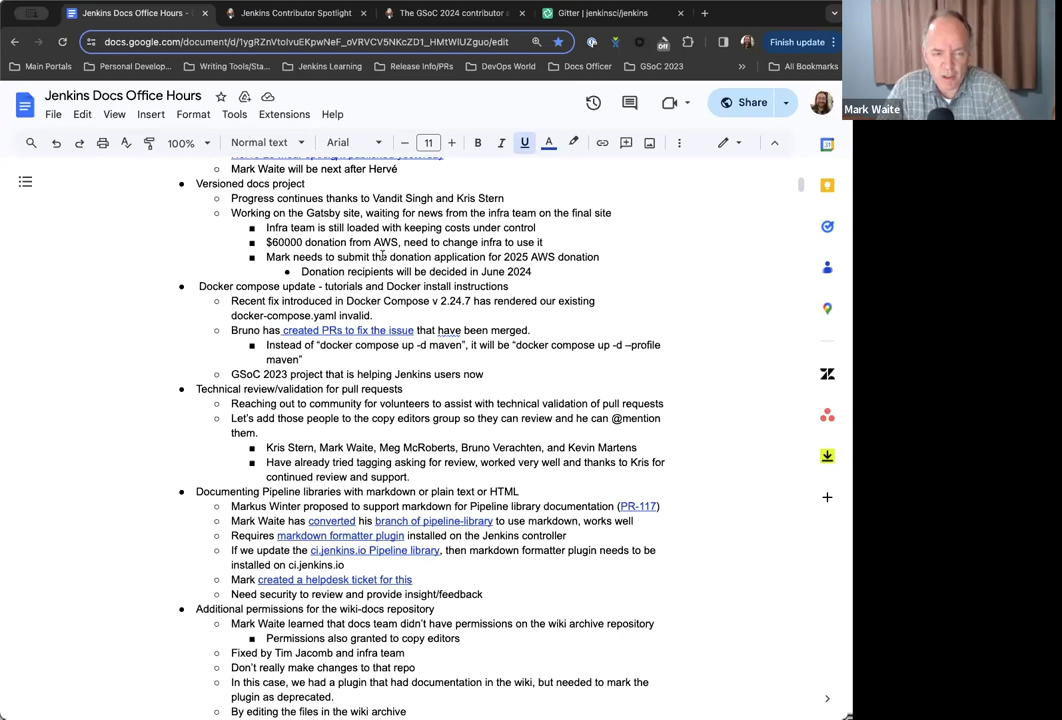 Jenkins Docs Office Hours -
Jenkins Contributor Spotlight
The GSoC 2024 contributor a
Gitter | jenkinsci/jenkins
docs.google.com/document/d/1ygRZnVtoIvuEKpwNeF_oVRVCV5NKcZD1_HMtWlUZguo/edit
Off
Finish update
Main Portals
Personal Develop...
Writing Tools/Sta...
Jenkins Learning
Release Info/PRs
DevOps World
Docs Officer
GSoC 2023
All Bookmarks
Mark Waite
Jenkins Docs Office Hours
File Edit View Insert Format Tools Extensions Help
Share
100%
Normal text
Arial
11
B I U A
Mark Waite will be next after Hervé
Versioned docs project
Progress continues thanks to Vandit Singh and Kris Stern
Working on the Gatsby site, waiting for news from the infra team on the final site
Infra team is still loaded with keeping costs under control
$60000 donation from AWS, need to change infra to use it
Mark needs to submit the donation application for 2025 AWS donation
Donation recipients will be decided in June 2024
Docker compose update - tutorials and Docker install instructions
Recent fix introduced in Docker Compose v 2.24.7 has rendered our existing
docker-compose.yaml invalid.
Bruno has created PRs to fix the issue that have been merged.
Instead of “docker compose up -d maven”, it will be “docker compose up -d –profile
maven”
GSoC 2023 project that is helping Jenkins users now
Technical review/validation for pull requests
Reaching out to community for volunteers to assist with technical validation of pull requests
Let’s add those people to the copy editors group so they can review and he can @mention
them.
Kris Stern, Mark Waite, Meg McRoberts, Bruno Verachten, and Kevin Martens
Have already tried tagging asking for review, worked very well and thanks to Kris for
continued review and support.
Documenting Pipeline libraries with markdown or plain text or HTML
Markus Winter proposed to support markdown for Pipeline library documentation (PR-117)
Mark Waite has converted his branch of pipeline-library to use markdown, works well
Requires markdown formatter plugin installed on the Jenkins controller
If we update the ci.jenkins.io Pipeline library, then markdown formatter plugin needs to be
installed on ci.jenkins.io
Mark created a helpdesk ticket for this
Need security to review and provide insight/feedback
Additional permissions for the wiki-docs repository
Mark Waite learned that docs team didn’t have permissions on the wiki archive repository
Permissions also granted to copy editors
Fixed by Tim Jacomb and infra team
Don’t really make changes to that repo
In this case, we had a plugin that had documentation in the wiki, but needed to mark the
plugin as deprecated.
By editing the files in the wiki archive